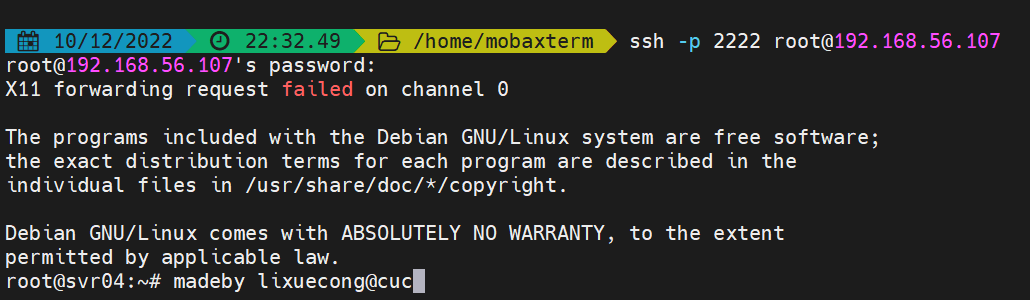 10/12/2022 22:32.49 /home/mobaxterm ssh -p 2222 root@192.168.56.107
root@192.168.56.107's password:
X11 forwarding request failed on channel 0
The programs included with the Debian GNU/Linux system are free software;
the exact distribution terms for each program are described in the
individual files in /usr/share/doc/*/copyright.
Debian GNU/Linux comes with ABSOLUTELY NO WARRANTY, to the extent
permitted by applicable law.
root@svr04:~# madeby lixuecong@cuc